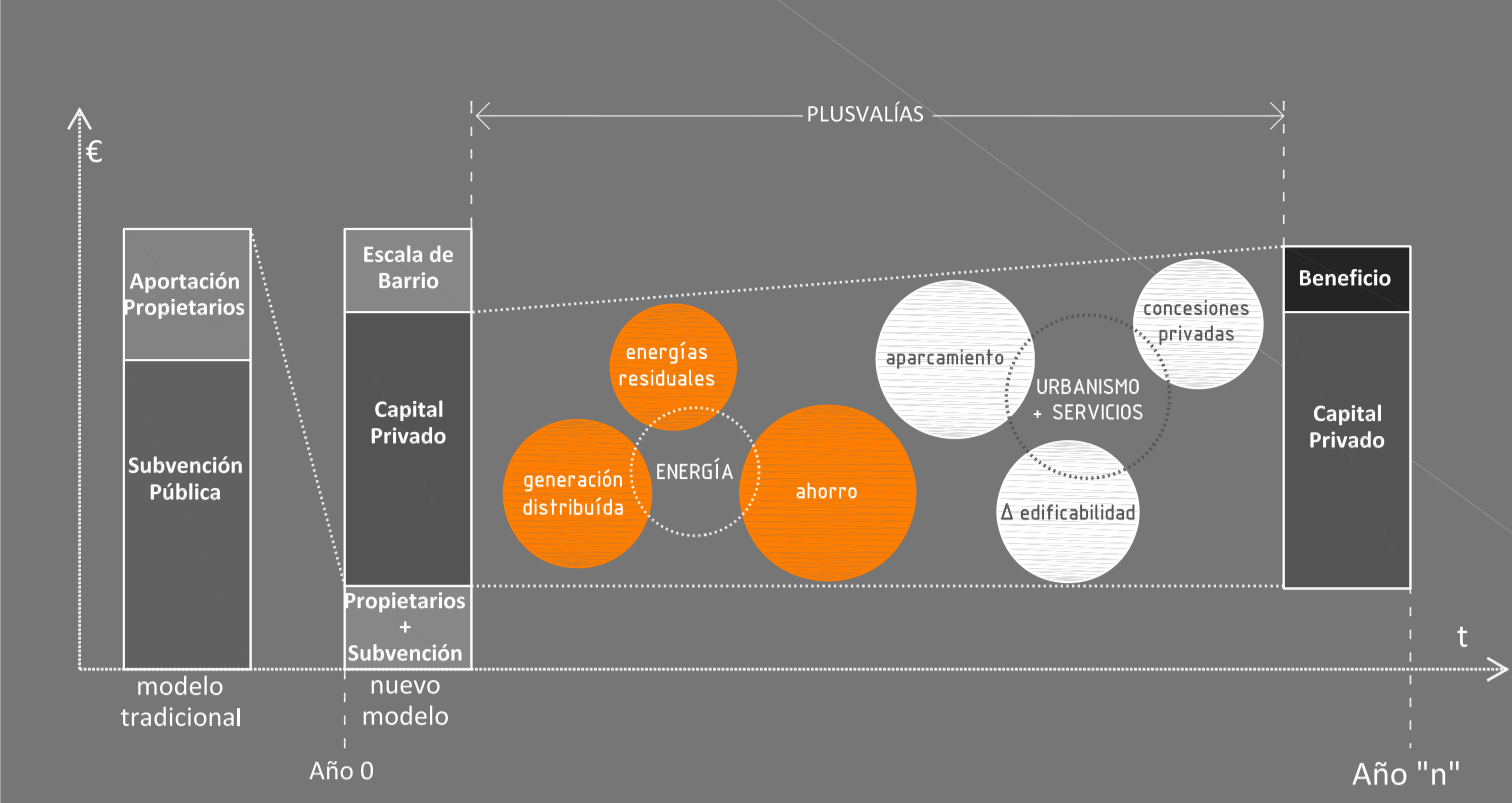 PLUSVALÍAS
€
Aportación
Propietarios
Subvención
Pública
Escala de
Barrio
Capital
Privado
Propietarios
+
Subvención
energías
residuales
generación
distribuída
ENERGÍA
ahorro
aparcamiento
concesiones
privadas
URBANISMO
+ SERVICIOS
Δ edificabilidad
Beneficio
Capital
Privado
t
modelo
tradicional
nuevo
modelo
Año 0
Año "n"